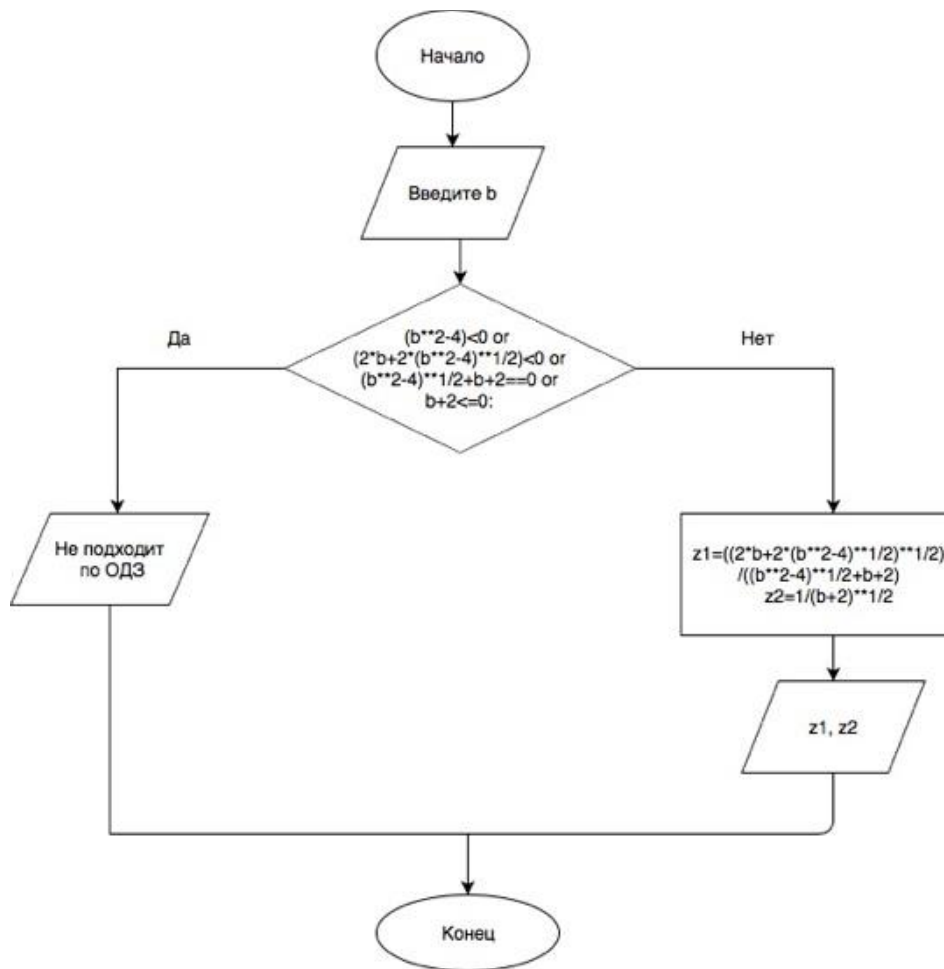 Начало
Введите b
Да
(b**2-4)<0 or
(2*b+2*(b**2-4)**1/2)<0 or
(b**2-4)**1/2+b+2==0 or
b+2<=0:
Нет
Не подходит
по ОДЗ
z1=((2*b+2*(b**2-4)**1/2)**1/2)
/((b**2-4)**1/2+b+2)
z2=1/(b+2)**1/2
z1, z2
Конец